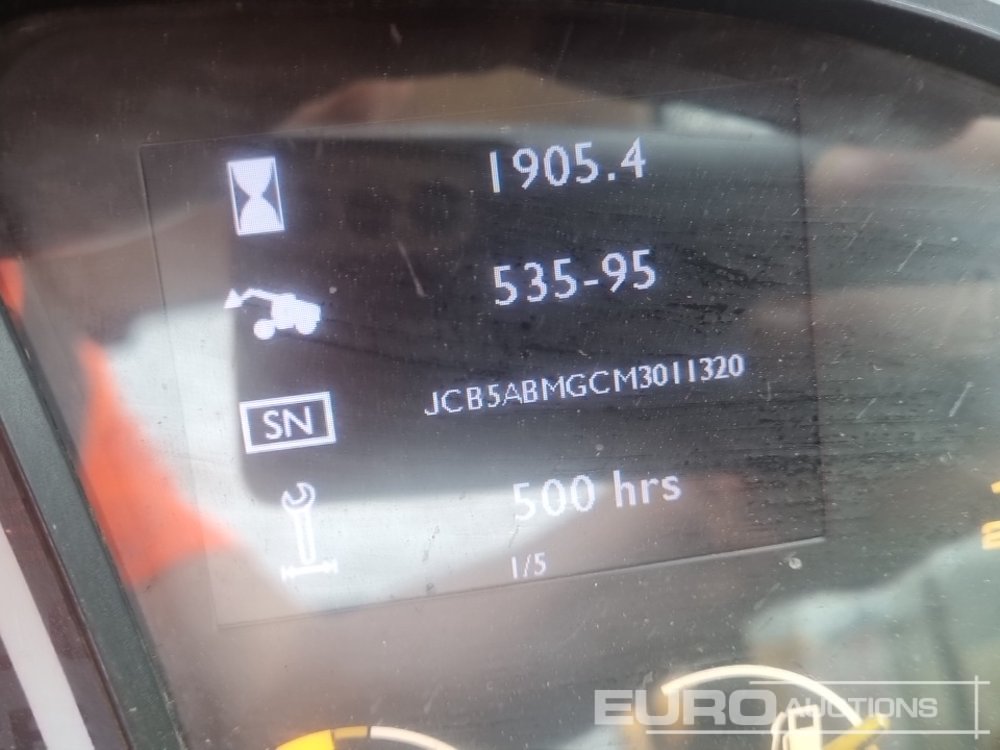 1905.4
535-95
SN JCB5ABMGCM3011320
500 hrs
1/5
EURO AUCTIONS